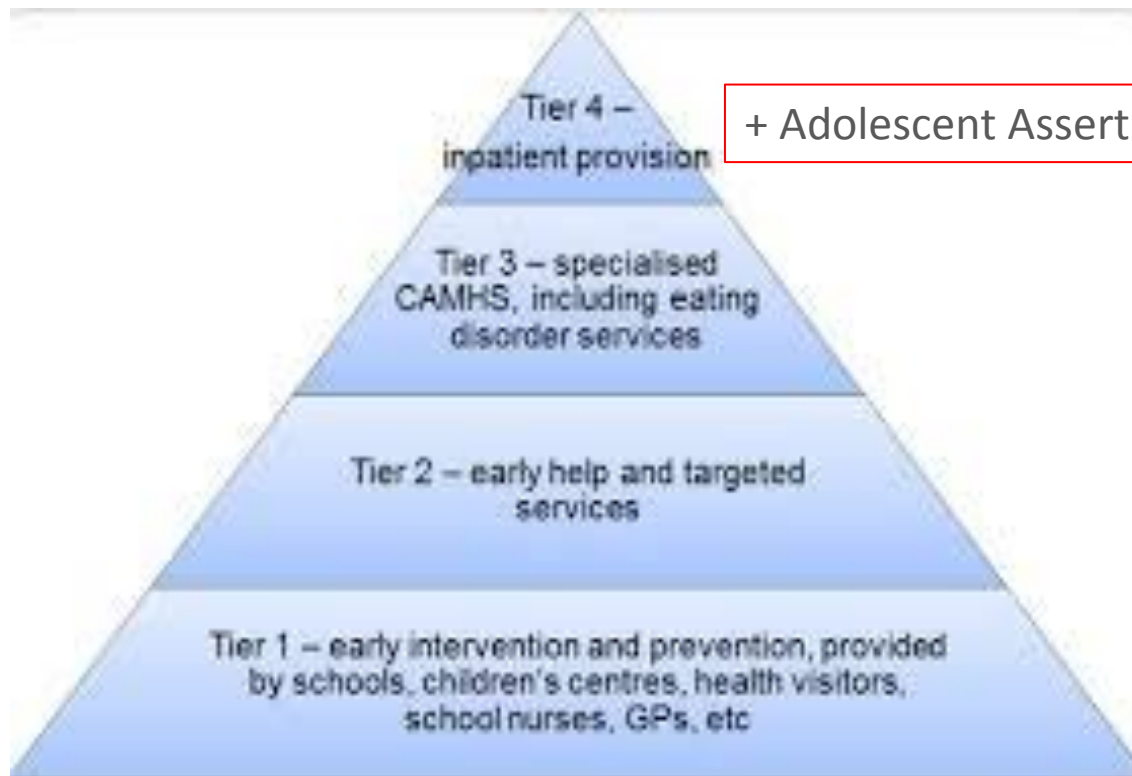 Tier 4 –
inpatient provision
+ Adolescent Assert
Tier 3 – specialised
CAMHS, including eating
disorder services
Tier 2 – early help and targeted
services
Tier 1 – early intervention and prevention, provided
by schools, children's centres, health visitors,
school nurses, GPs, etc